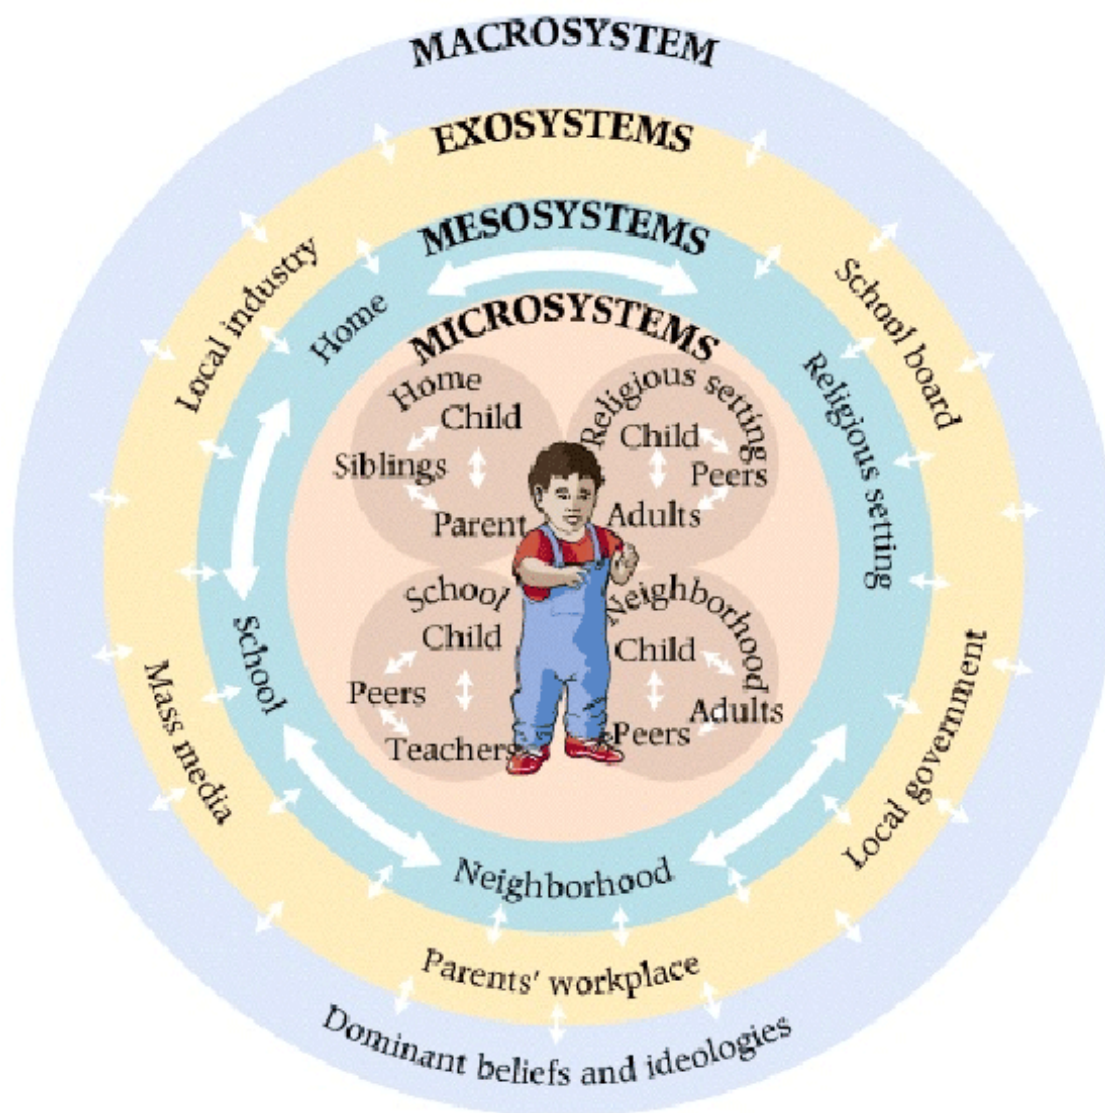 MACROSYSTEM
EXOSYSTEMS
MESOSYSTEMS
MICROSYSTEMS
Local industry
Home
School board
Religious setting
Home
Child
Siblings
Parent
Religious setting
Child
Peers
Adults
School
Child
Peers
Teachers
Neighborhood
Child
Adults
Peers
School
Mass media
Local government
Neighborhood
Parents' workplace
Dominant beliefs and ideologies